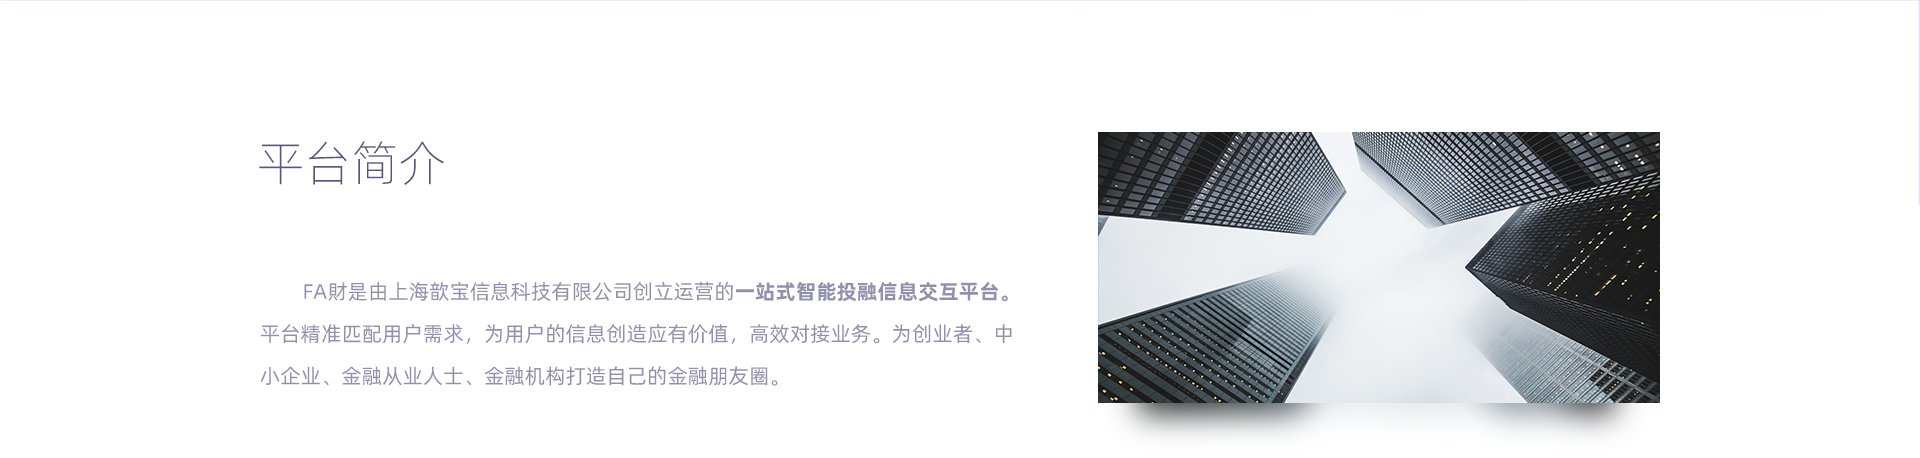 平台简介
FA财是由上海歆宝信息科技有限公司创立运营的一站式智能投融信息交互平台。
平台精准匹配用户需求，为用户的信息创造应有价值，高效对接业务。为创业者、中
小企业、金融从业人士、金融机构打造自己的金融朋友圈。